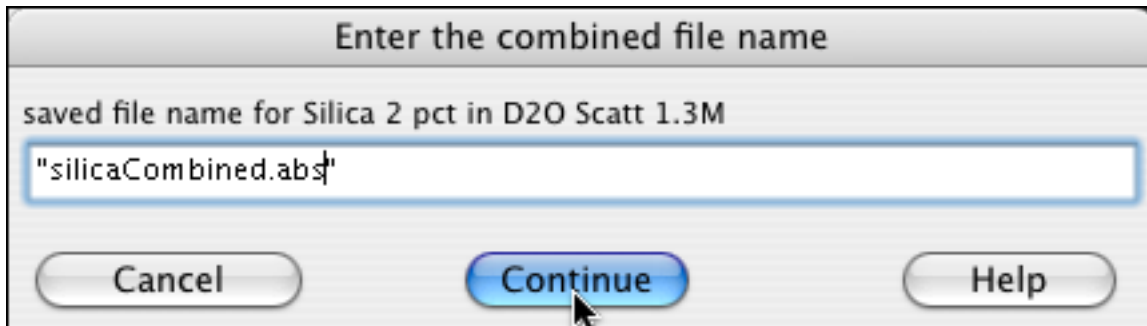 Enter the combined file name
saved file name for Silica 2 pct in D2O Scatt 1.3M
"silicaCombined.abs"
Cancel
Continue
Help